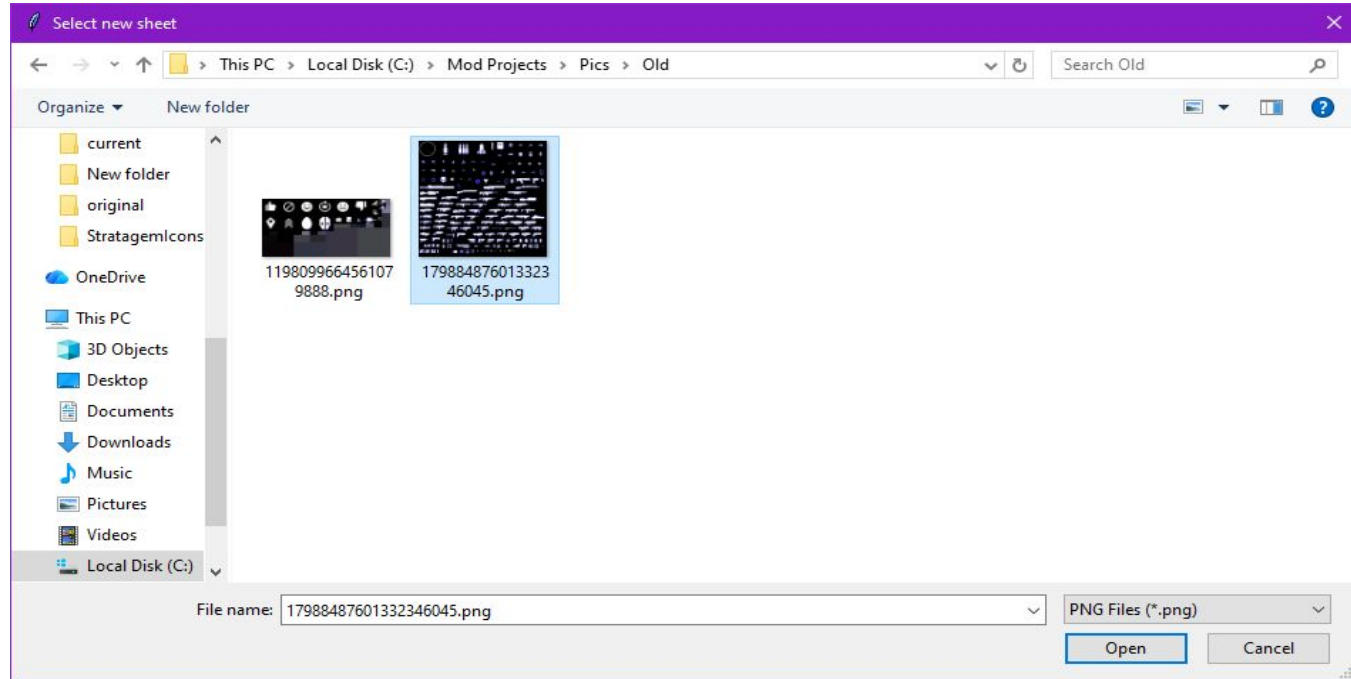 Select new sheet
This PC > Local Disk (C:) > Mod Projects > Pics > Old
Search Old
Organize
New folder
current
New folder
original
StratagemIcons
OneDrive
This PC
3D Objects
Desktop
Documents
Downloads
Music
Pictures
Videos
Local Disk (C:)
119809966456107
9888.png
179884876013323
46045.png
File name:
17988487601332346045.png
PNG Files (*.png)
Open
Cancel